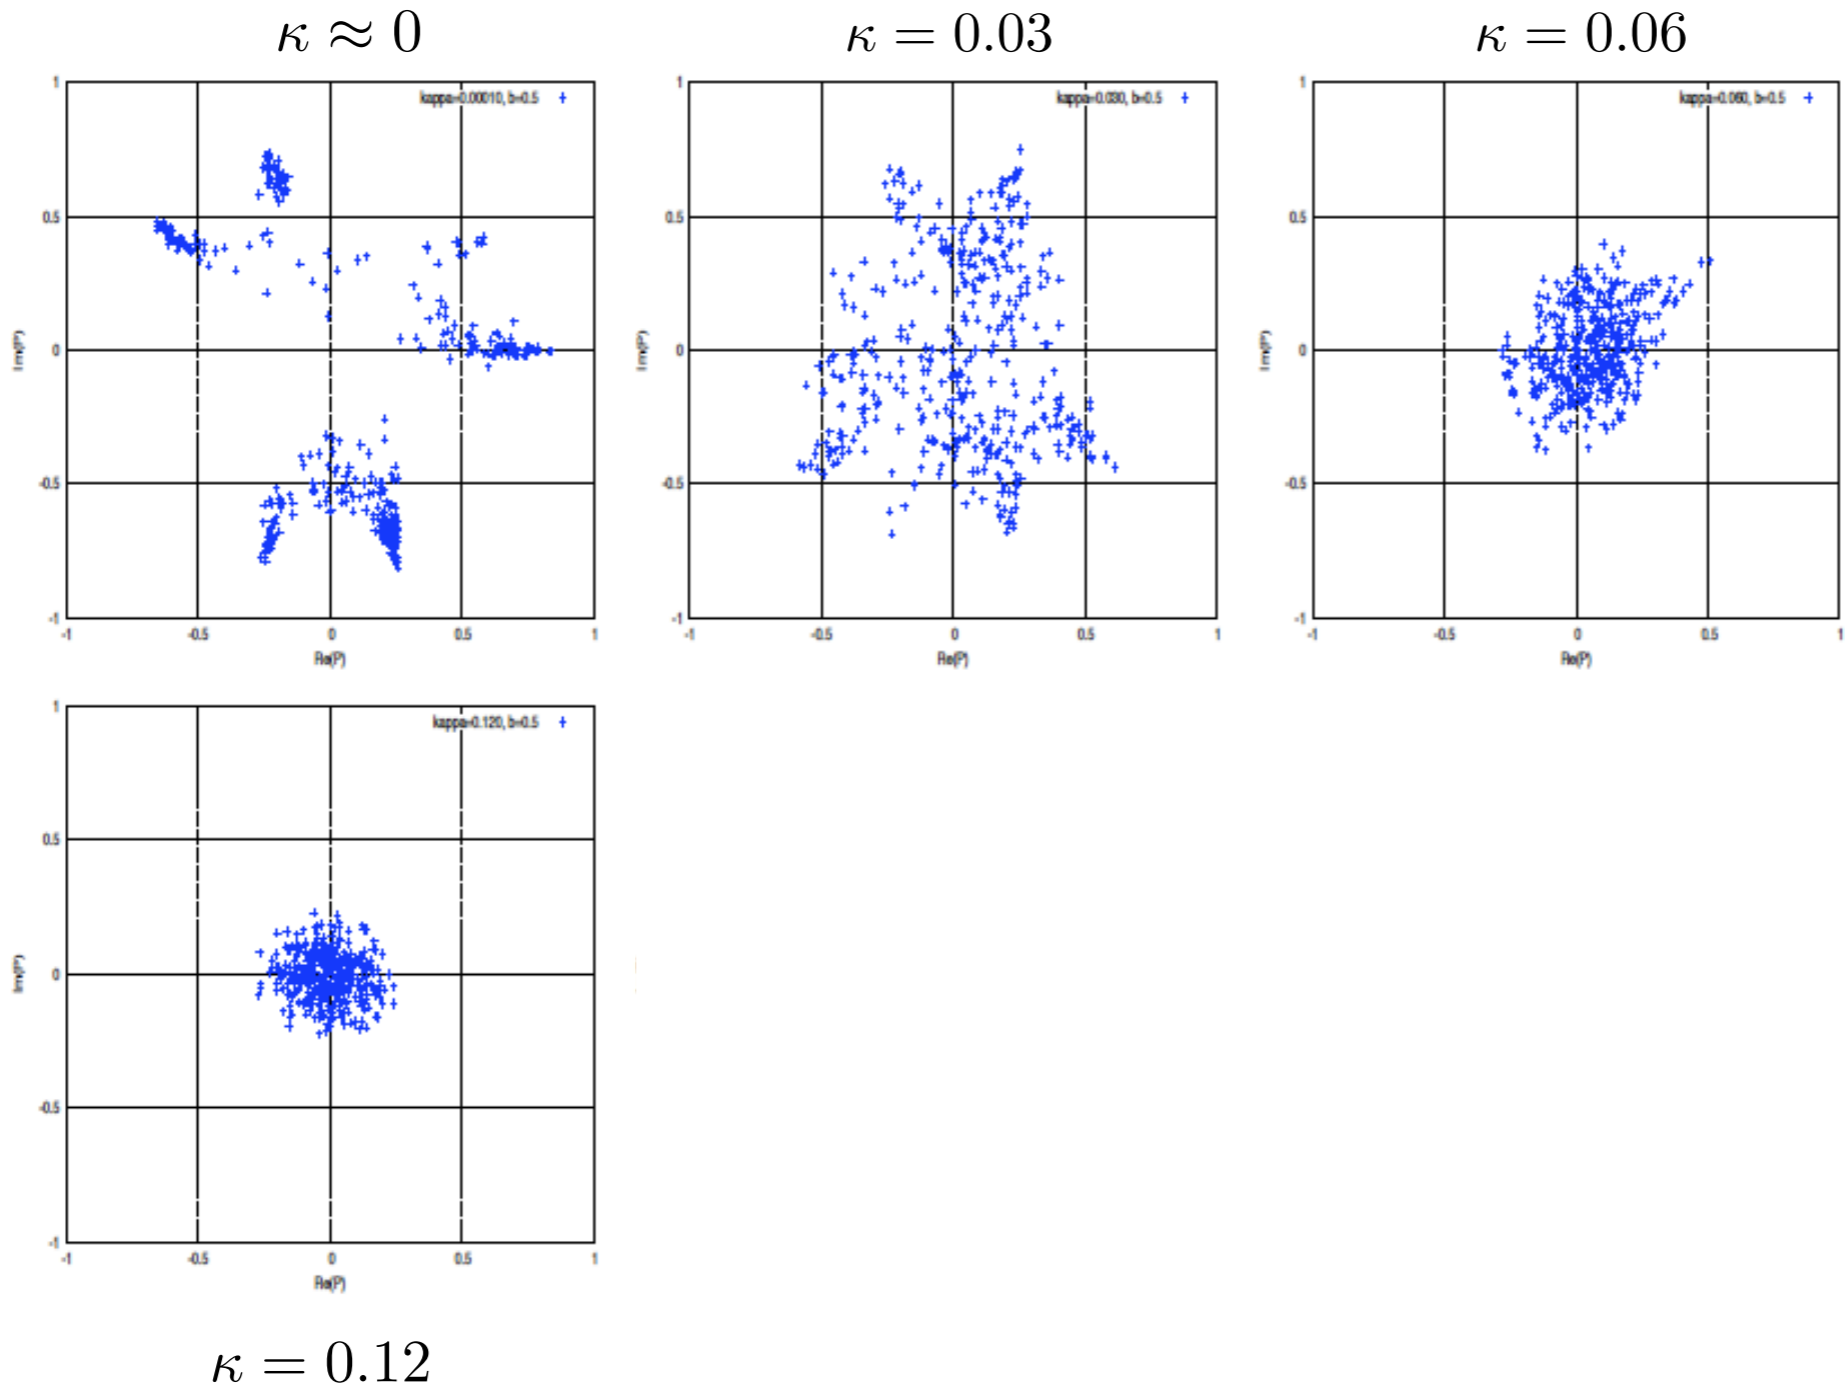 κ ≈ 0
κ = 0.03
κ = 0.06
kappa=0.00010, b=0.5
1
0.5
0
-0.5
-1
Im(P)
-1 -0.5 0 0.5 1
Re(P)
kappa=0.030, b=0.5
1
0.5
0
-0.5
-1
Im(P)
-1 -0.5 0 0.5 1
Re(P)
kappa=0.060, b=0.5
1
0.5
0
-0.5
-1
Im(P)
-1 -0.5 0 0.5 1
Re(P)
kappa=0.120, b=0.5
1
0.5
0
-0.5
-1
Im(P)
-1 -0.5 0 0.5 1
Re(P)
κ = 0.12